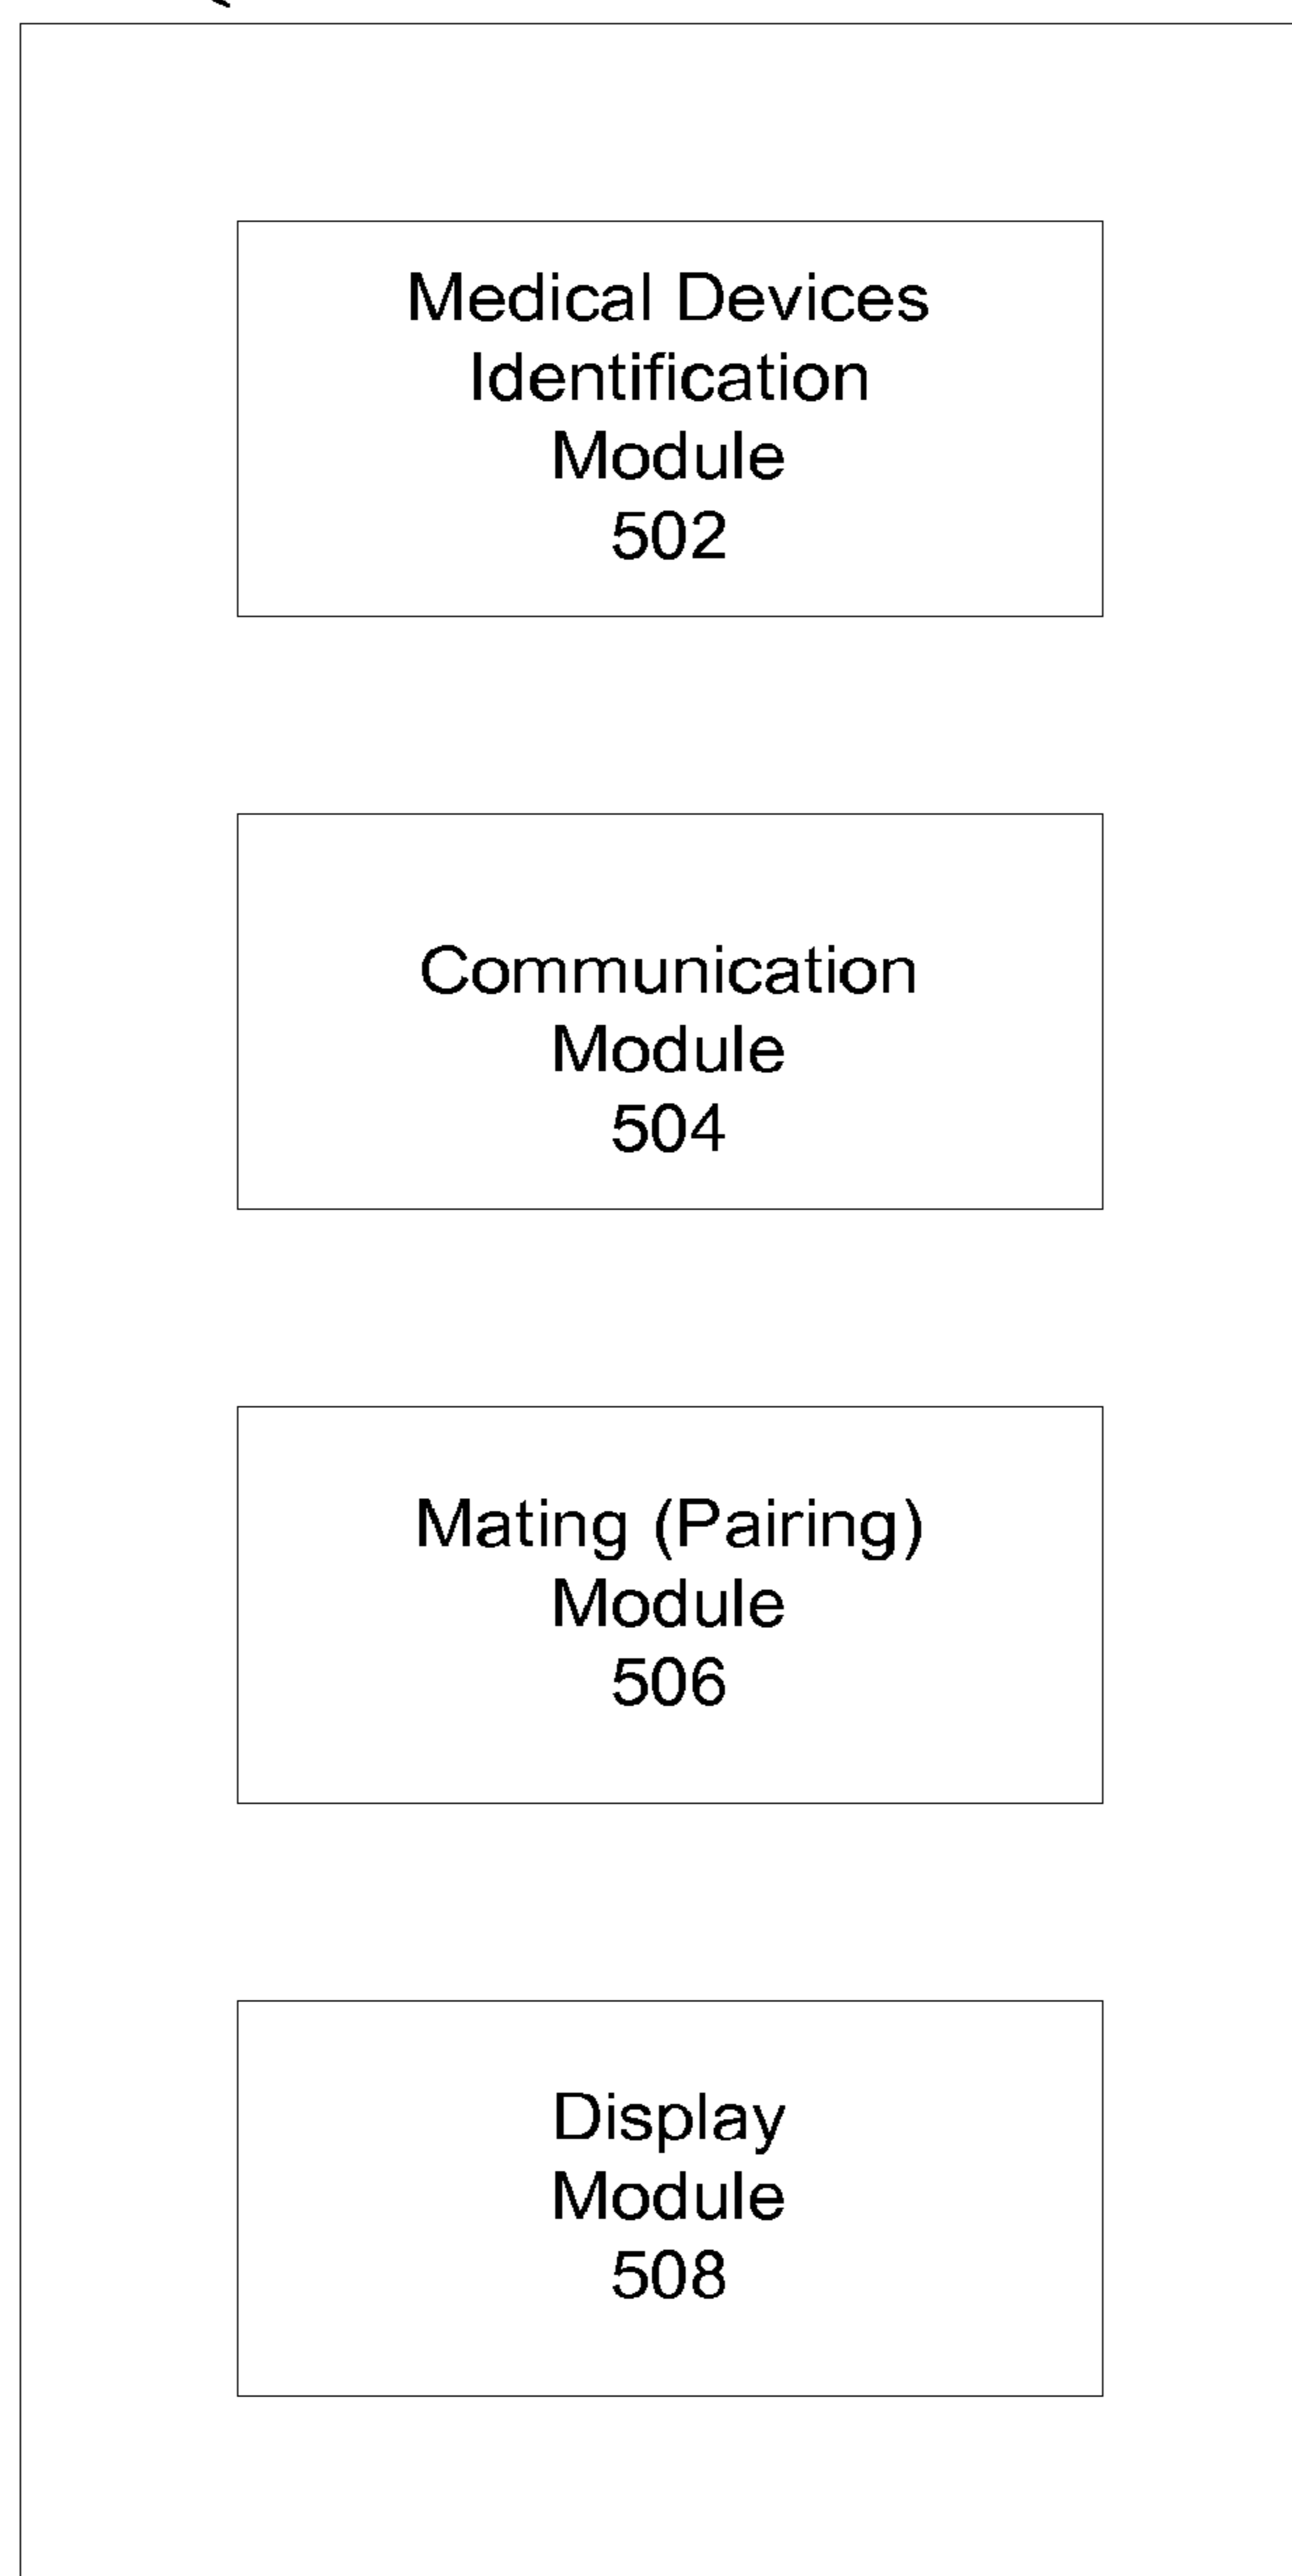 Medical Devices
Identification
Module
502
Communication
Module
504
Mating (Pairing)
Module
506
Display
Module
508